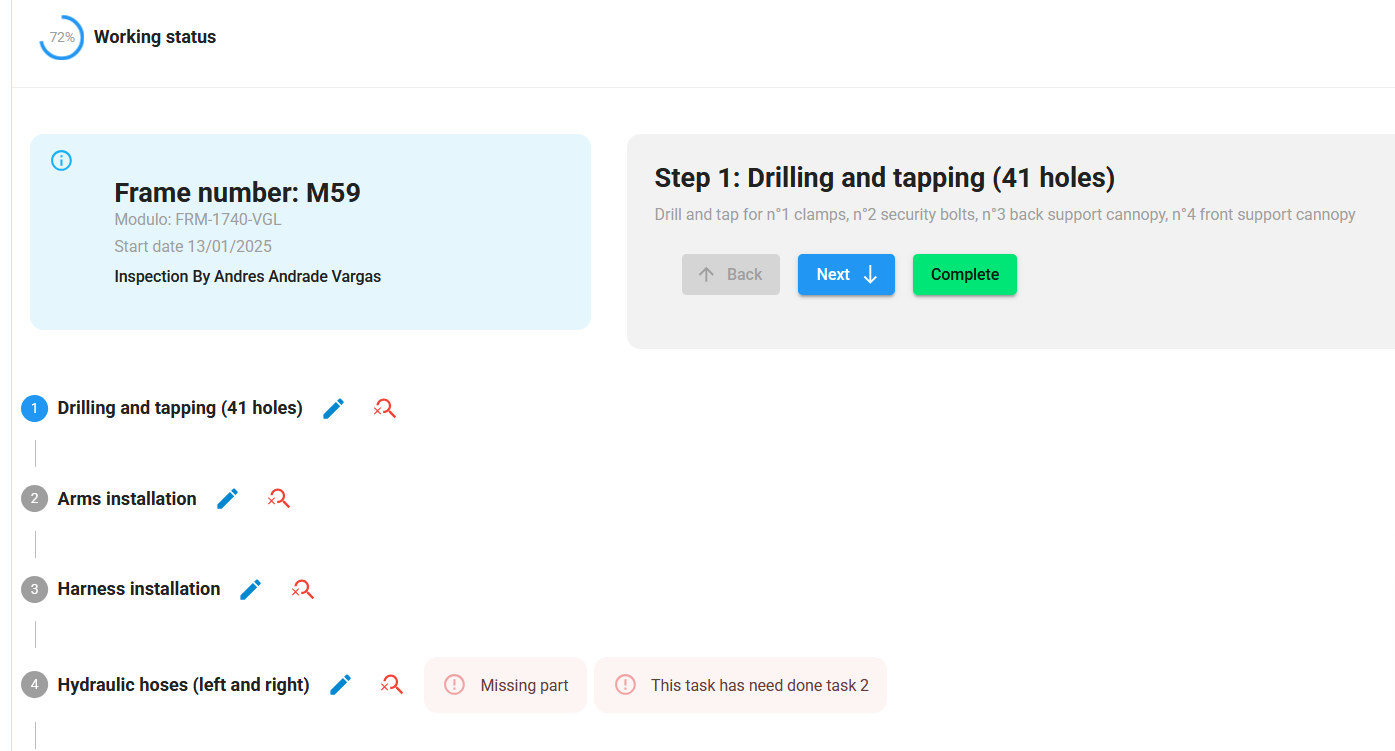 72%
Working status
Frame number: M59
Modulo: FRM-1740-VGL
Start date 13/01/2025
Inspection By Andres Andrade Vargas
Step 1: Drilling and tapping (41 holes)
Drill and tap for n°1 clamps, n°2 security bolts, n°3 back support cannopy, n°4 front support cannopy
Back
Next
Complete
1 Drilling and tapping (41 holes)
2 Arms installation
3 Harness installation
4 Hydraulic hoses (left and right) Missing part This task has need done task 2